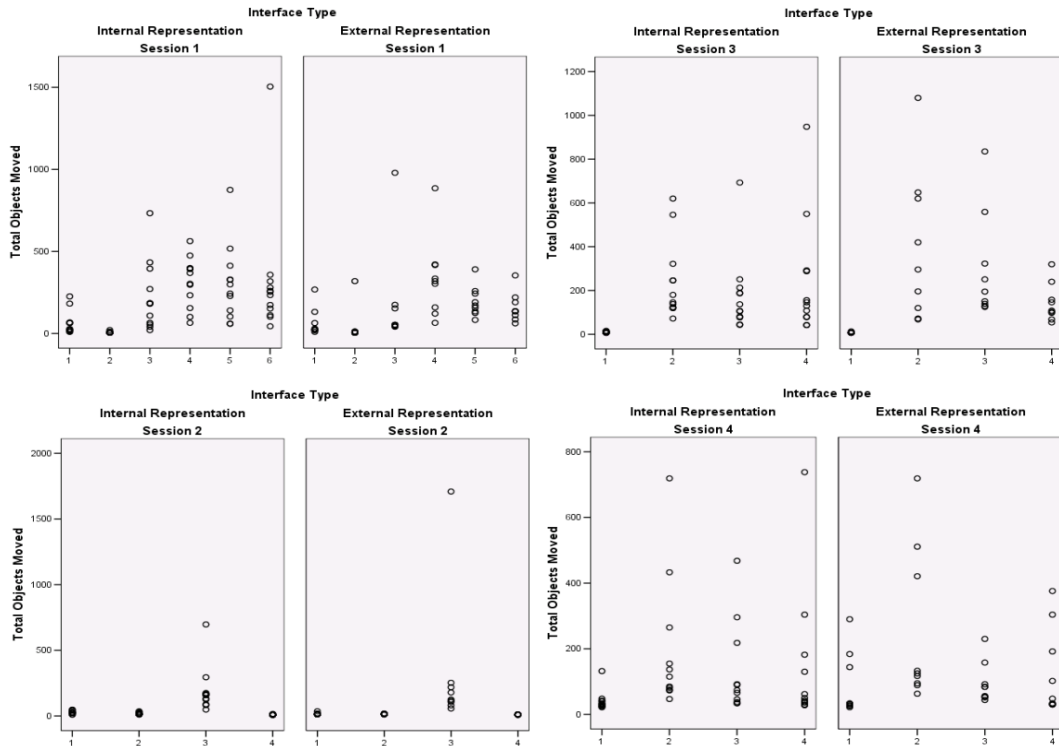 Interface Type
Internal Representation External Representation
Session 1 Session 1
Total Objects Moved
1500
1000
500
0
1 2 3 4 5 6 1 2 3 4 5 6
Interface Type
Internal Representation External Representation
Session 3 Session 3
Total Objects Moved
1200
1000
800
600
400
200
0
1 2 3 4 1 2 3 4
Interface Type
Internal Representation External Representation
Session 2 Session 2
Total Objects Moved
2000
1500
1000
500
0
1 2 3 4 1 2 3 4
Interface Type
Internal Representation External Representation
Session 4 Session 4
Total Objects Moved
800
600
400
200
0
1 2 3 4 1 2 3 4